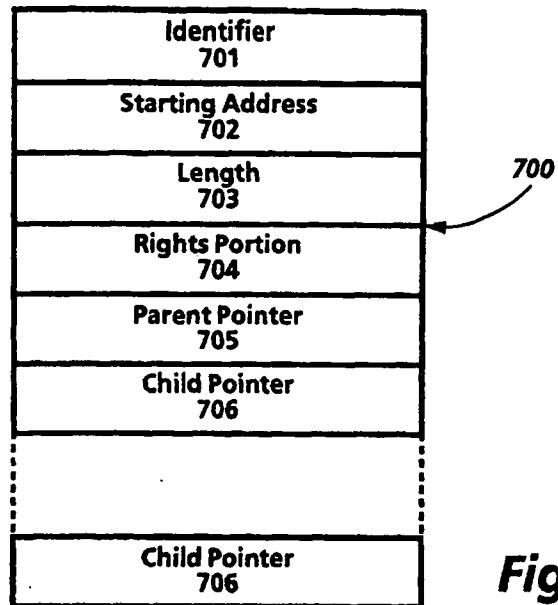 Identifier
701
Starting Address
702
Length
703
700
Rights Portion
704
Parent Pointer
705
Child Pointer
706
Child Pointer
706
Fig